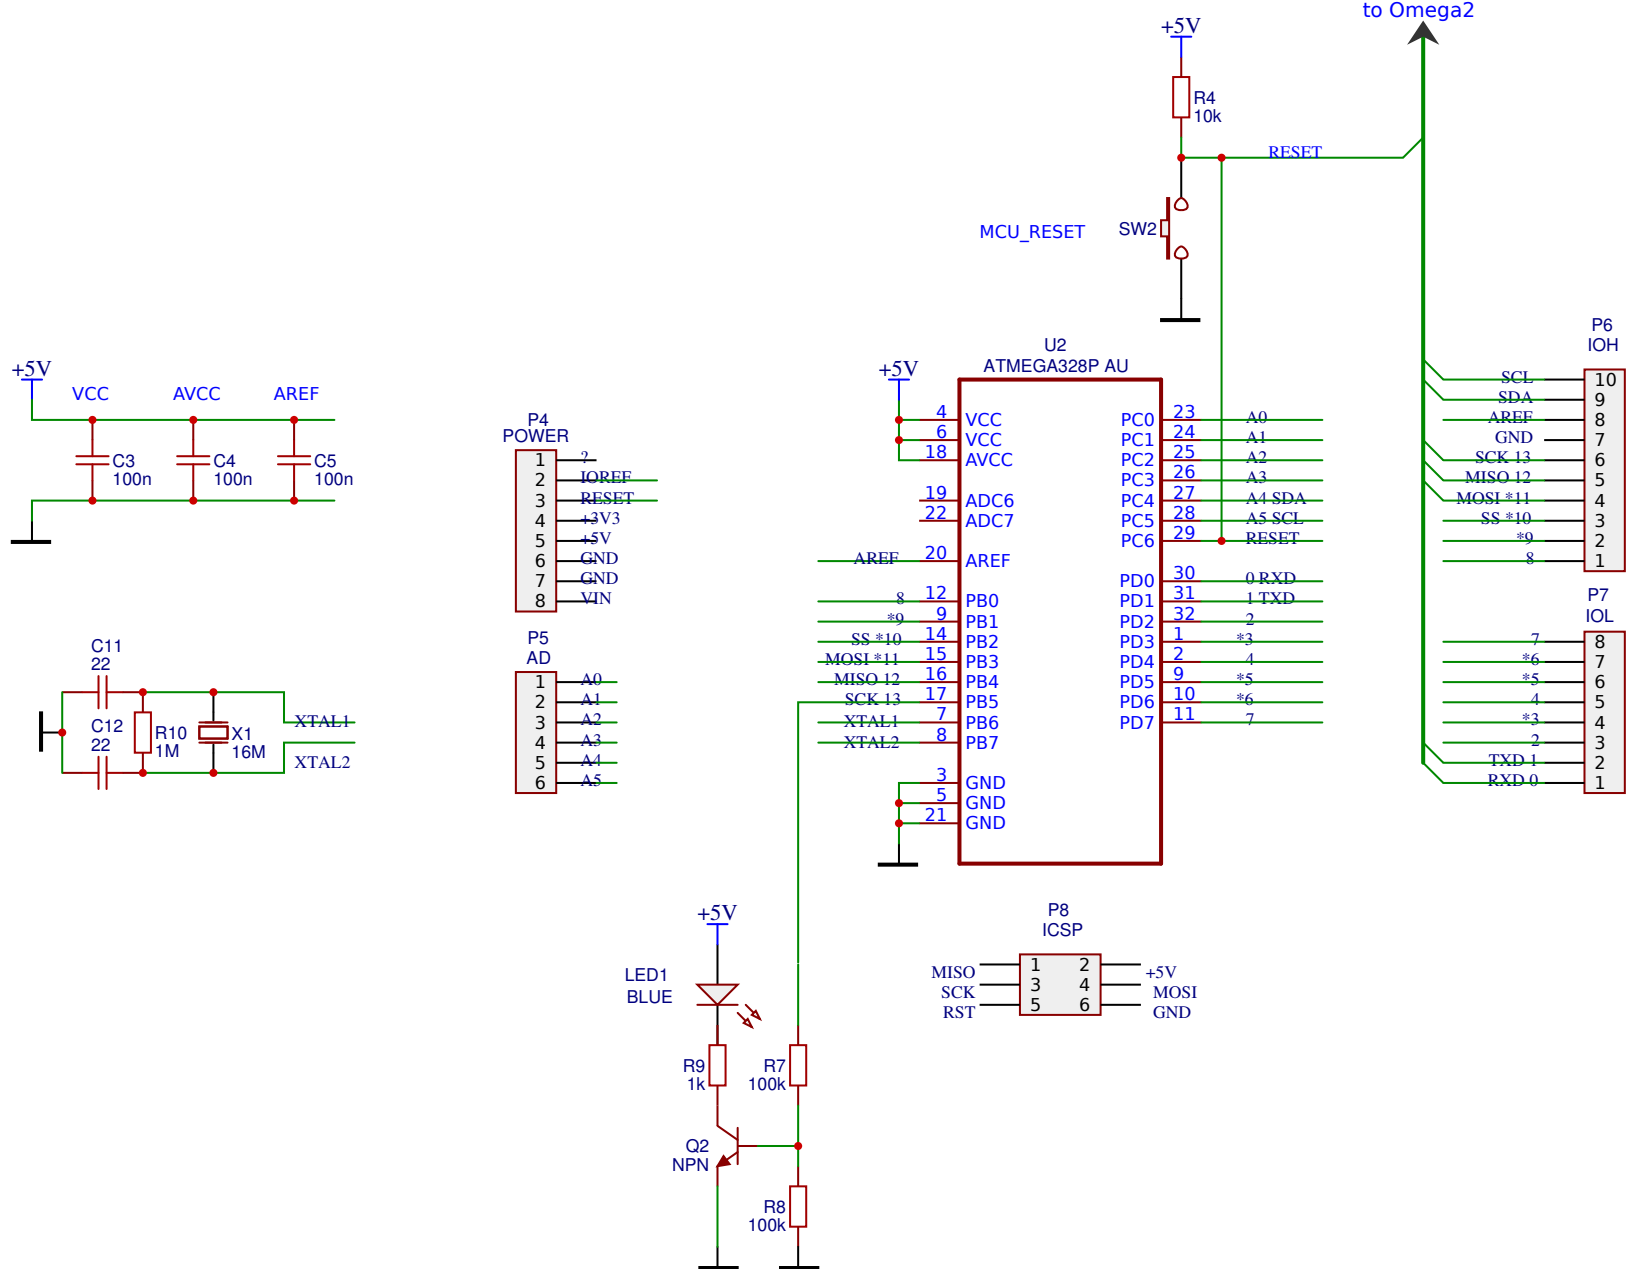 to Omega2
+5V
R4
10k
RESET
MCU_RESET
SW2
+5V
VCC
AVCC
AREF
C3
100n
C4
100n
C5
100n
C11
22
C12
22
R10
1M
X1
16M
XTAL1
XTAL2
P4
POWER
1 ?
2 IOREF
3 RESET
4 +3V3
5 +5V
6 GND
7 GND
8 VIN
P5
AD
1 A0
2 A1
3 A2
4 A3
5 A4
6 A5
U2
ATMEGA328P AU
+5V
4 VCC
6 VCC
18 AVCC
19 ADC6
22 ADC7
AREF 20 AREF
8 12 PB0
*9 9 PB1
SS *10 14 PB2
MOSI *11 15 PB3
MISO 12 16 PB4
SCK 13 17 PB5
XTAL1 7 PB6
XTAL2 8 PB7
3 GND
5 GND
21 GND
PC0 23 A0
PC1 24 A1
PC2 25 A2
PC3 26 A3
PC4 27 A4 SDA
PC5 28 A5 SCL
PC6 29 RESET
PD0 30 0 RXD
PD1 31 1 TXD
PD2 32 2
PD3 1 *3
PD4 2 4
PD5 9 *5
PD6 10 *6
PD7 11 7
P6
IOH
SCL 10
SDA 9
AREF 8
GND 7
SCK 13 6
MISO 12 5
MOSI *11 4
SS *10 3
*9 2
8 1
P7
IOL
7 8
*6 7
*5 6
4 5
*3 4
2 3
TXD 1 2
RXD 0 1
+5V
LED1
BLUE
R9
1k
R7
100k
Q2
NPN
R8
100k
P8
ICSP
MISO 1 2 +5V
SCK 3 4 MOSI
RST 5 6 GND